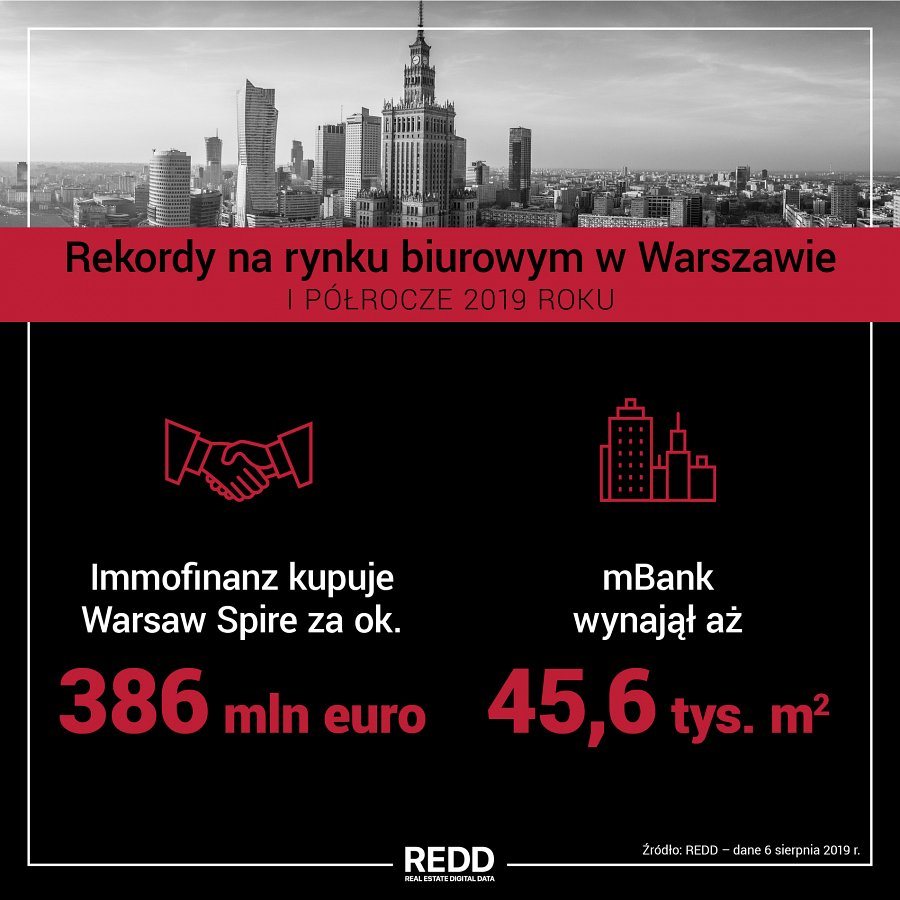 Rekordy na rynku biurowym w Warszawie
I PÓŁROCZE 2019 ROKU
Immofinanz kupuje
Warsaw Spire za ok.
386 mln euro
mBank
wynajął aż
45,6 tys. m²
Źródło: REDD – dane 6 sierpnia 2019 r.
REDD
REAL ESTATE DIGITAL DATA